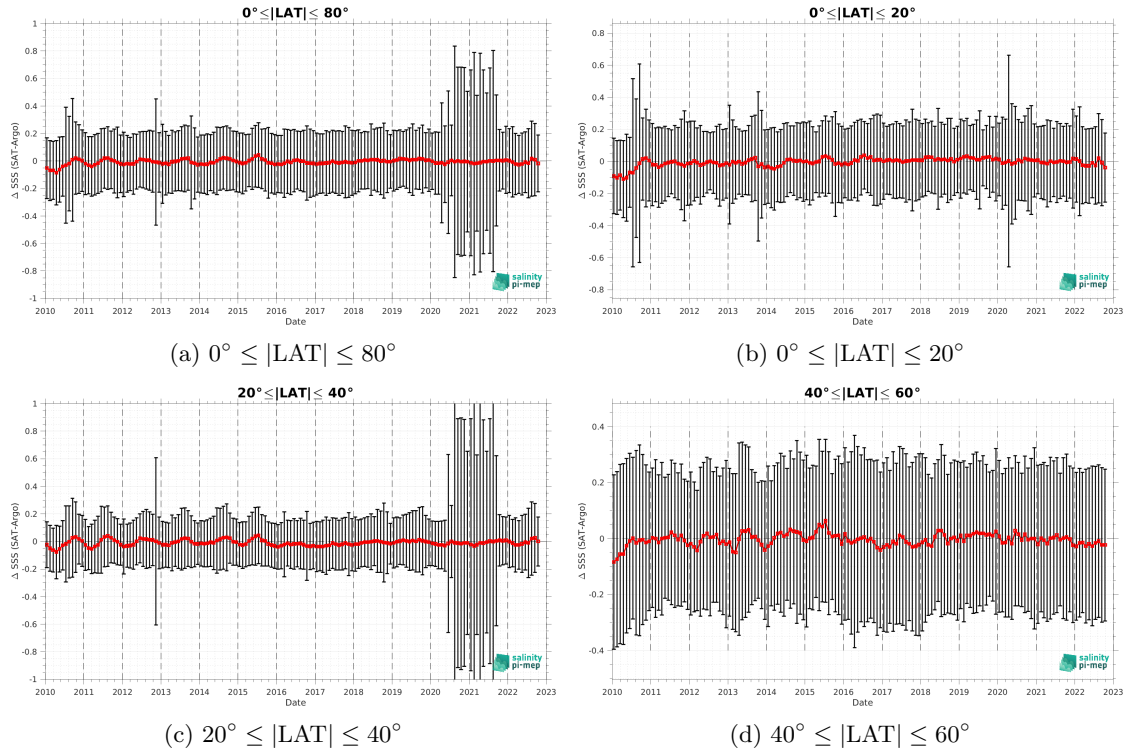 0°≤|LAT|≤ 80°
1
0.8
0.6
0.4
0.2
0
-0.2
-0.4
-0.6
-0.8
-1
Δ SSS (SAT-Argo)
2010 2011 2012 2013 2014 2015 2016 2017 2018 2019 2020 2021 2022 2023
Date
salinity
pi-mep
(a) 0° ≤ |LAT| ≤ 80°
0°≤|LAT|≤ 20°
0.8
0.6
0.4
0.2
0
-0.2
-0.4
-0.6
-0.8
Δ SSS (SAT-Argo)
2010 2011 2012 2013 2014 2015 2016 2017 2018 2019 2020 2021 2022 2023
Date
salinity
pi-mep
(b) 0° ≤ |LAT| ≤ 20°
20°≤|LAT|≤ 40°
1
0.8
0.6
0.4
0.2
0
-0.2
-0.4
-0.6
-0.8
-1
Δ SSS (SAT-Argo)
2010 2011 2012 2013 2014 2015 2016 2017 2018 2019 2020 2021 2022 2023
Date
salinity
pi-mep
(c) 20° ≤ |LAT| ≤ 40°
40°≤|LAT|≤ 60°
0.4
0.2
0
-0.2
-0.4
Δ SSS (SAT-Argo)
2010 2011 2012 2013 2014 2015 2016 2017 2018 2019 2020 2021 2022 2023
Date
salinity
pi-mep
(d) 40° ≤ |LAT| ≤ 60°